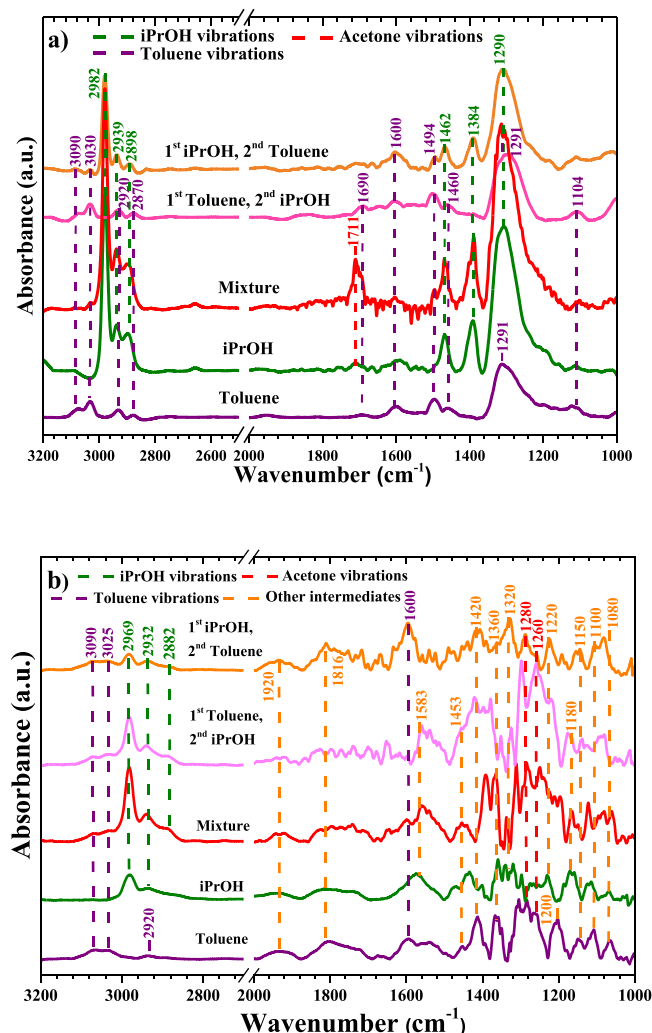 a)
iPrOH vibrations
Acetone vibrations
Toluene vibrations
2982
2939
2898
3090
3030
2920
2870
1290
1384
1462
1494
1600
1291
1st iPrOH, 2nd Toluene
1st Toluene, 2nd iPrOH
1690
1460
1104
1711
Mixture
iPrOH
1291
Toluene
Absorbance (a.u.)
3200 3000 2800 2600 2000 1800 1600 1400 1200 1000
Wavenumber (cm-1)
b)
iPrOH vibrations
Acetone vibrations
Toluene vibrations
Other intermediates
3090
3025
2969
2932
2882
1st iPrOH,
2nd Toluene
1600
1420
1360
1320
1280
1260
1220
1150
1100
1080
1920
1816
1583
1453
1180
1st Toluene,
2nd iPrOH
Mixture
iPrOH
2920
1200
Toluene
Absorbance (a.u.)
3200 3000 2800 2000 1800 1600 1400 1200 1000
Wavenumber (cm-1